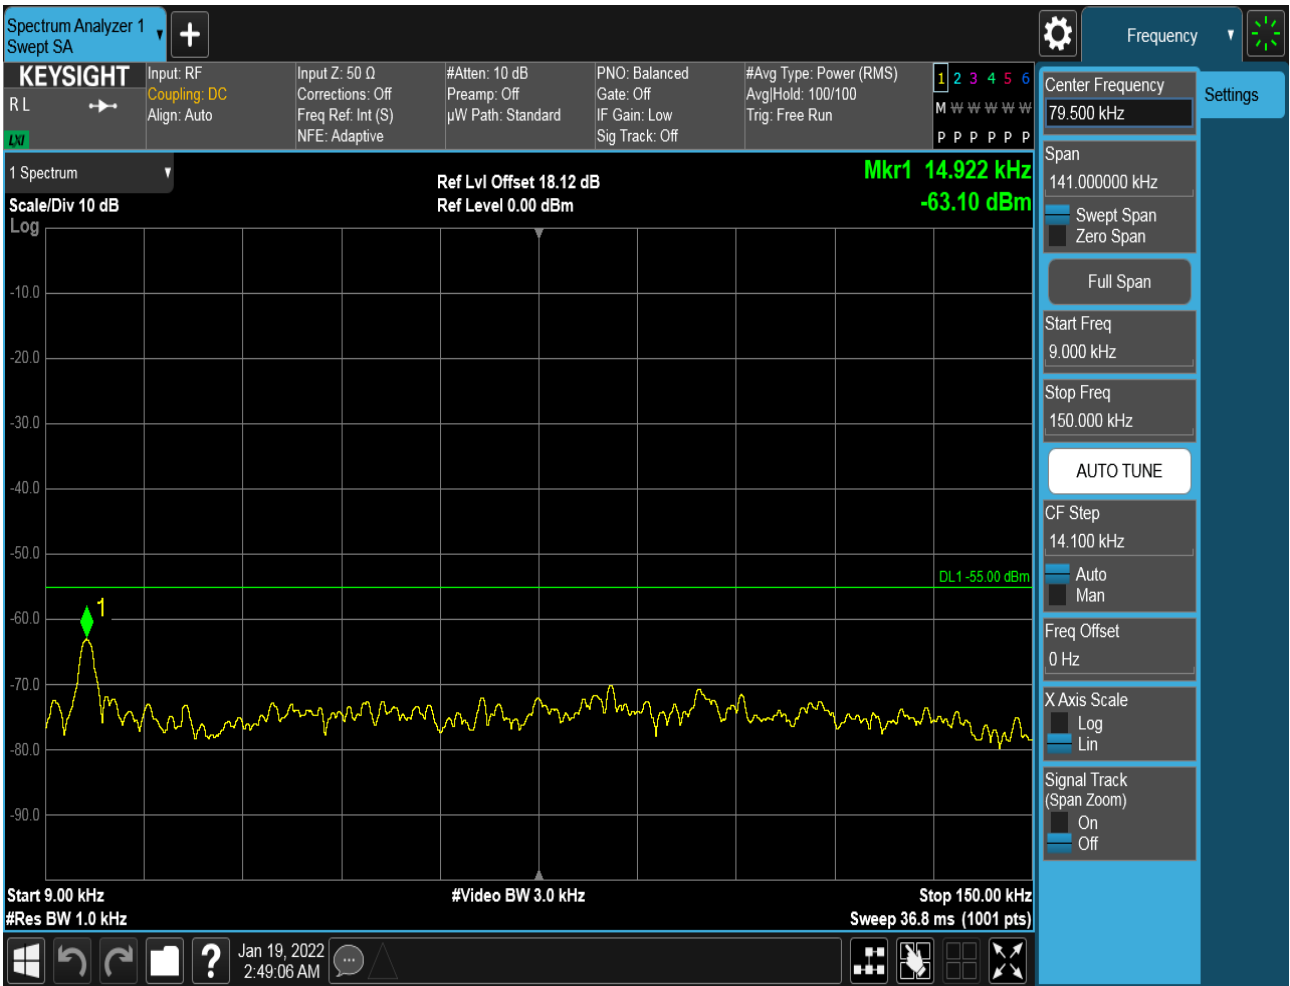 Spectrum Analyzer 1
Swept SA
Frequency
KEYSIGHT
R L
LXI
Input: RF
Coupling: DC
Align: Auto
Input Z: 50 Ω
Corrections: Off
Freq Ref: Int (S)
NFE: Adaptive
#Atten: 10 dB
Preamp: Off
µW Path: Standard
PNO: Balanced
Gate: Off
IF Gain: Low
Sig Track: Off
#Avg Type: Power (RMS)
Avg|Hold: 100/100
Trig: Free Run
1 2 3 4 5 6
M W W W W W
P P P P P P
1 Spectrum
Scale/Div 10 dB
Log
Ref Lvl Offset 18.12 dB
Ref Level 0.00 dBm
Mkr1 14.922 kHz
-63.10 dBm
-10.0
-20.0
-30.0
-40.0
-50.0
DL1 -55.00 dBm
1
-60.0
-70.0
-80.0
-90.0
Start 9.00 kHz
#Res BW 1.0 kHz
#Video BW 3.0 kHz
Stop 150.00 kHz
Sweep 36.8 ms (1001 pts)
Center Frequency
79.500 kHz
Settings
Span
141.000000 kHz
Swept Span
Zero Span
Full Span
Start Freq
9.000 kHz
Stop Freq
150.000 kHz
AUTO TUNE
CF Step
14.100 kHz
Auto
Man
Freq Offset
0 Hz
X Axis Scale
Log
Lin
Signal Track
(Span Zoom)
On
Off
?
Jan 19, 2022
2:49:06 AM